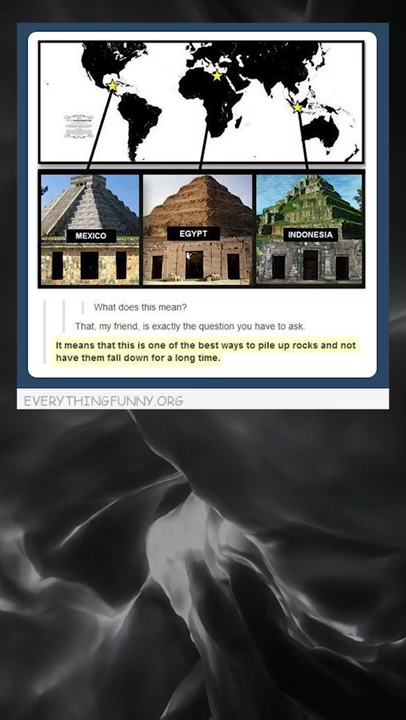 MEXICO
EGYPT
INDONESIA
What does this mean?
That, my friend, is exactly the question you have to ask.
It means that this is one of the best ways to pile up rocks and not
have them fall down for a long time.
EVERYTHINGFUNNY.ORG